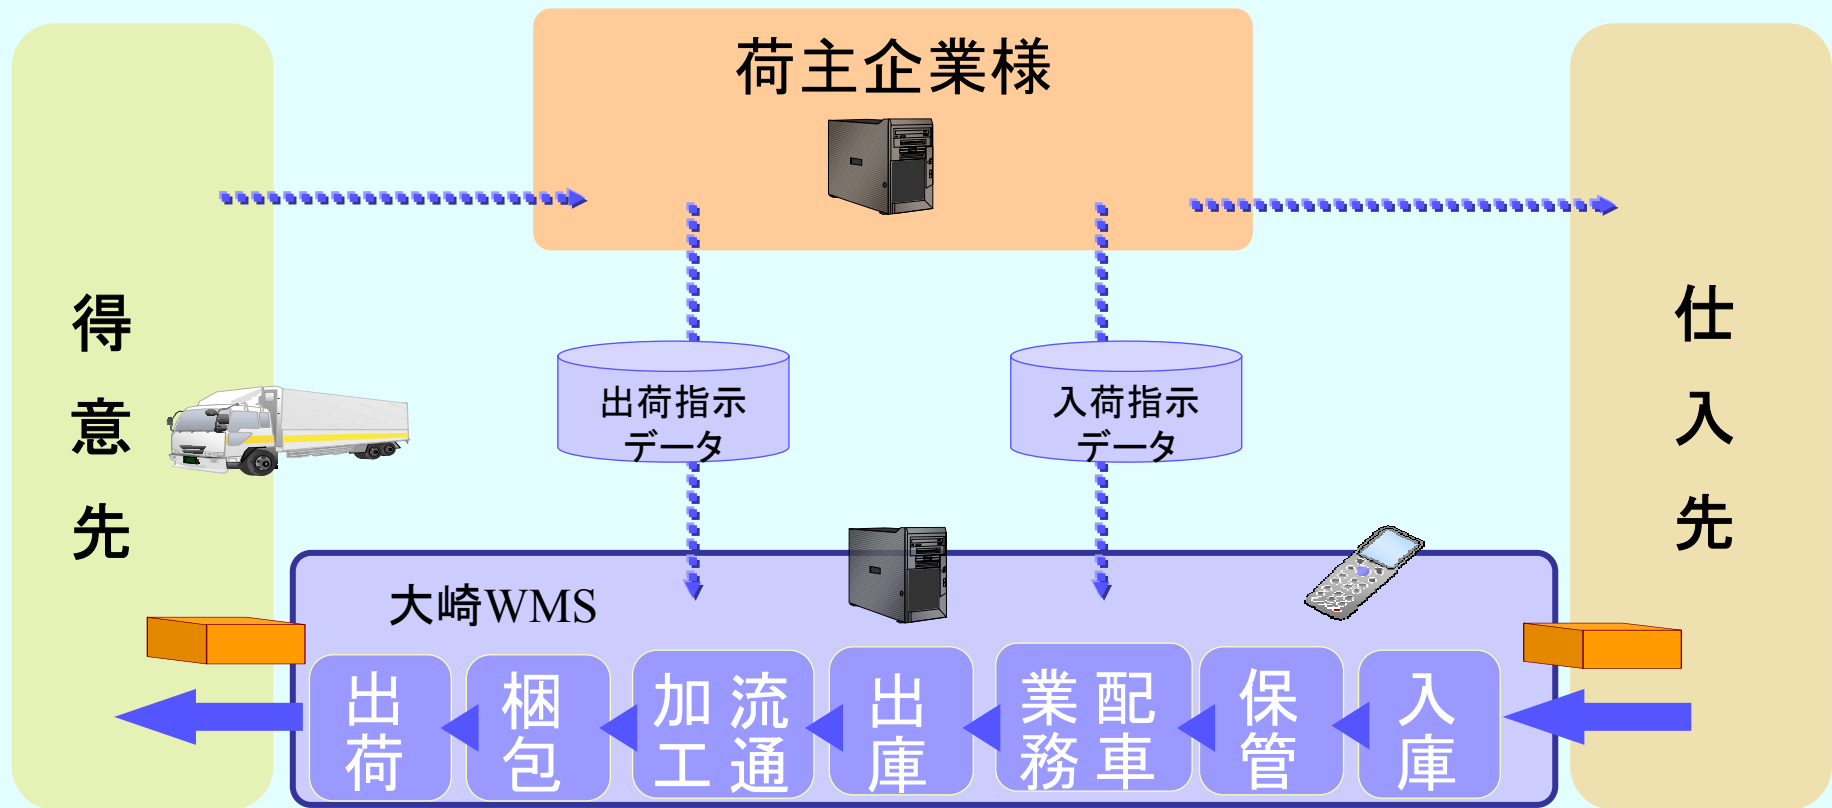 荷主企業様
得意先
仕入先
出荷指示
データ
入荷指示
データ
大崎WMS
出荷
梱包
流通
加工
出庫
配車
業務
保管
入庫